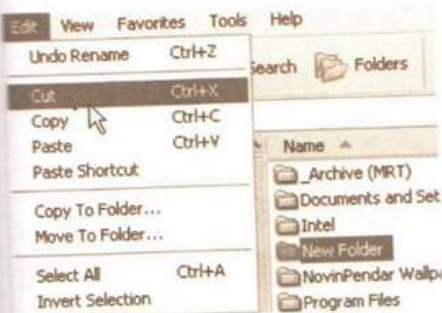 Edit View Favorites Tools Help
Undo Rename Ctrl+Z
Search Folders
Cut Ctrl+X
Copy Ctrl+C
Paste Ctrl+V
Paste Shortcut
Copy To Folder...
Move To Folder...
Select All Ctrl+A
Invert Selection
Name
_Archive (MRT)
Documents and Set
Intel
New Folder
NovinPendar Wallp
Program Files